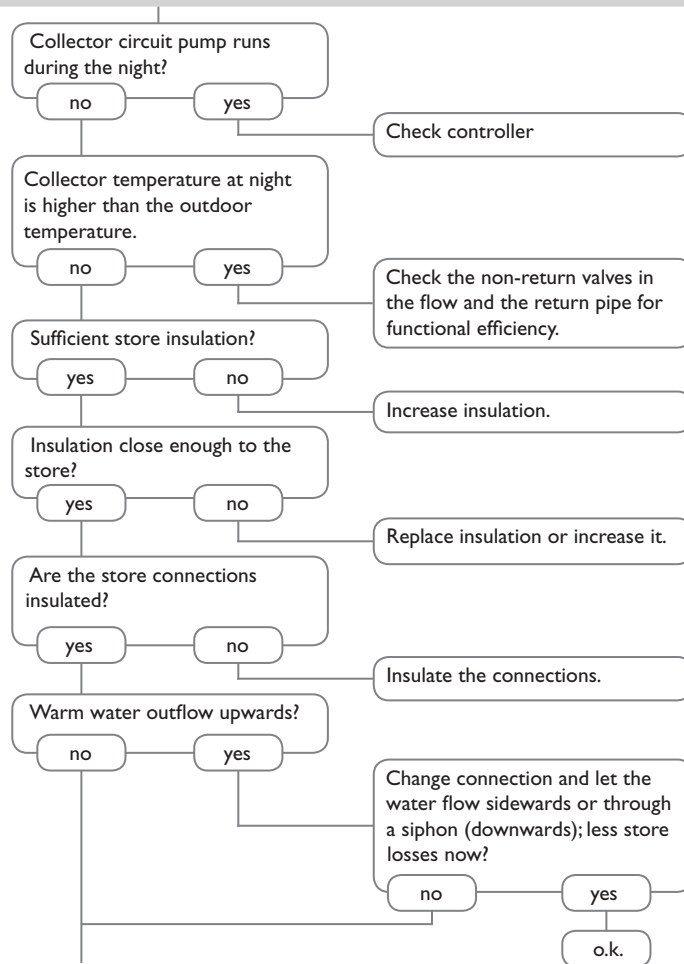 Collector circuit pump runs
during the night?
no
yes
Check controller
Collector temperature at night
is higher than the outdoor
temperature.
no
yes
Check the non-return valves in
the flow and the return pipe for
functional efficiency.
Sufficient store insulation?
yes
no
Increase insulation.
Insulation close enough to the
store?
yes
no
Replace insulation or increase it.
Are the store connections
insulated?
yes
no
Insulate the connections.
Warm water outflow upwards?
no
yes
Change connection and let the
water flow sidewards or through
a siphon (downwards); less store
losses now?
no
yes
o.k.